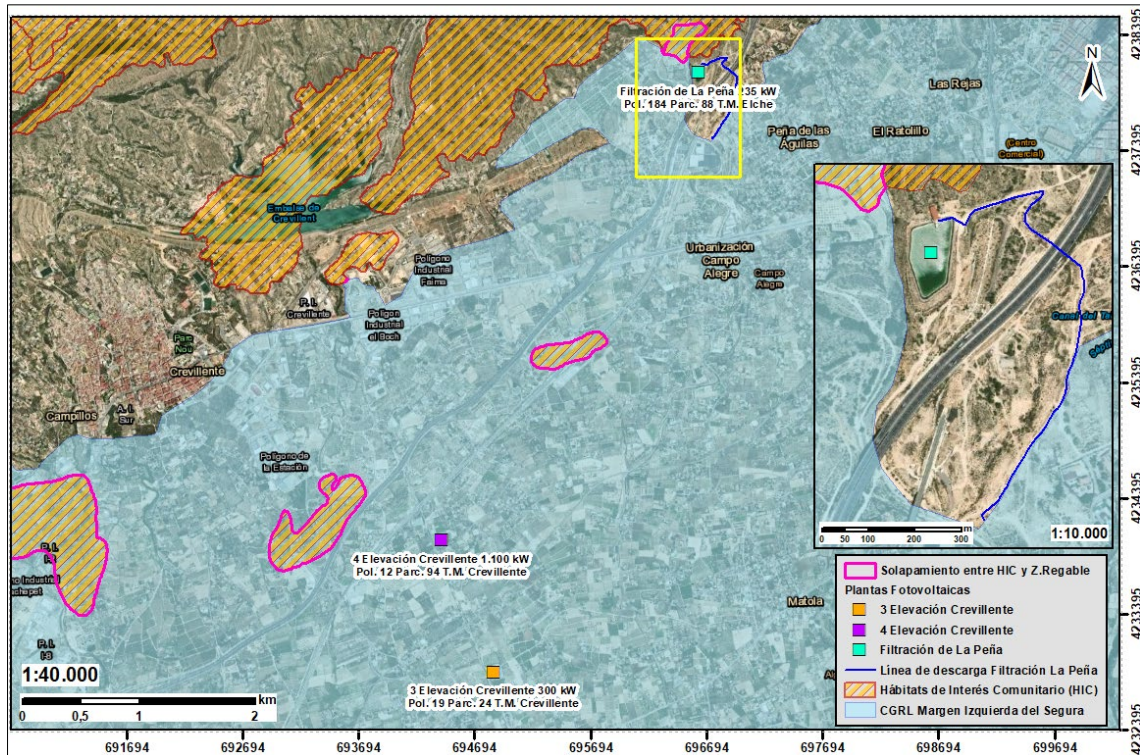 Filtración de La Peña 235 kW
Pol. 184 Parc. 88 T.M. Elche
N
Las Rejas
Peña de las
Águilas
El Ratolillo
(Centro
Comercial)
Embalse de
Crevillent
Urbanización
Campo
Alegre
Campo
Alegre
Polígono
Industrial
Faima
P. I.
Crevillente
Polígon
Industrial
el Boch
Parc
Nou
Crevillente
Campillos
A. I.
Sur
Polígono de
la Estación
4 Elevación Crevillente 1.100 kW
Pol. 12 Parc. 94 T.M. Crevillente
P. I.
I-8
P. I.
I-8
Matola
3 Elevación Crevillente 300 kW
Pol. 19 Parc. 24 T.M. Crevillente
1:40.000
km
0 0,5 1 2
0 50 100 200 300
m
1:10.000
Solapamiento entre HIC y Z.Regable
Plantas Fotovoltaicas
3 Elevación Crevillente
4 Elevación Crevillente
Filtración de La Peña
Línea de descarga Filtración La Peña
Hábitats de Interés Comunitario (HIC)
CGRL Margen Izquierda del Segura
691694 692694 693694 694694 695694 696694 697694 698694 699694
4238395
4237395
4236395
4235395
4234395
4233395
4232395